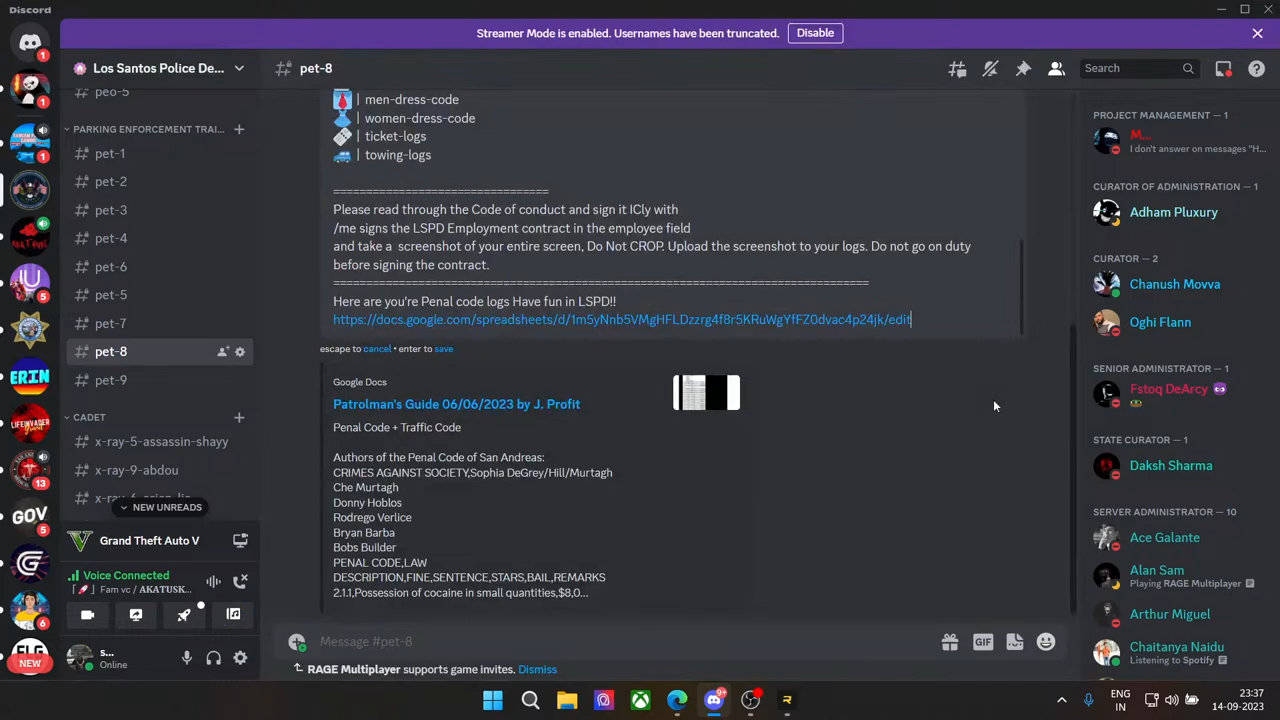 Discord
Streamer Mode is enabled. Usernames have been truncated.
Disable
Los Santos Police De...
pet-8
Search
peo-5
PARKING ENFORCEMENT TRAI...
pet-1
pet-2
pet-3
pet-4
pet-6
pet-5
pet-7
pet-8
pet-9
CADET
x-ray-5-assassin-shayy
x-ray-9-abdou
NEW UNREADS
Grand Theft Auto V
Voice Connected
Fam vc / AKATUSK...
s...
Online
1
1
1
5
ERIN
13
GOV
5
6
NEW
| men-dress-code
| women-dress-code
| ticket-logs
| towing-logs
=================================
Please read through the Code of conduct and sign it ICly with
/me signs the LSPD Employment contract in the employee field
and take a  screenshot of your entire screen, Do Not CROP. Upload the screenshot to your logs. Do not go on duty
before signing the contract.
Here are you're Penal code logs Have fun in LSPD!!
https://docs.google.com/spreadsheets/d/1m5yNnb5VMgHFLDzzrg4f8r5KRuWgYfFZ0dvac4p24jk/edit
escape to cancel • enter to save
Google Docs
Patrolman's Guide 06/06/2023 by J. Profit
Penal Code + Traffic Code
Authors of the Penal Code of San Andreas:
CRIMES AGAINST SOCIETY,Sophia DeGrey/Hill/Murtagh
Che Murtagh
Donny Hoblos
Rodrego Verlice
Bryan Barba
Bobs Builder
PENAL CODE,LAW
DESCRIPTION,FINE,SENTENCE,STARS,BAIL,REMARKS
2.1.1,Possession of cocaine in small quantities,$8,0...
Message #pet-8
GIF
RAGE Multiplayer supports game invites. Dismiss
PROJECT MANAGEMENT — 1
M...
I don't answer on messages "H...
CURATOR OF ADMINISTRATION — 1
Adham Pluxury
CURATOR — 2
Chanush Movva
Oghi Flann
SENIOR ADMINISTRATOR — 1
Fstoq DeArcy
STATE CURATOR — 1
Daksh Sharma
SERVER ADMINISTRATOR — 10
Ace Galante
Alan Sam
Playing RAGE Multiplayer
Arthur Miguel
Chaitanya Naidu
Listening to Spotify
9+
ENG
IN
23:37
14-09-2023